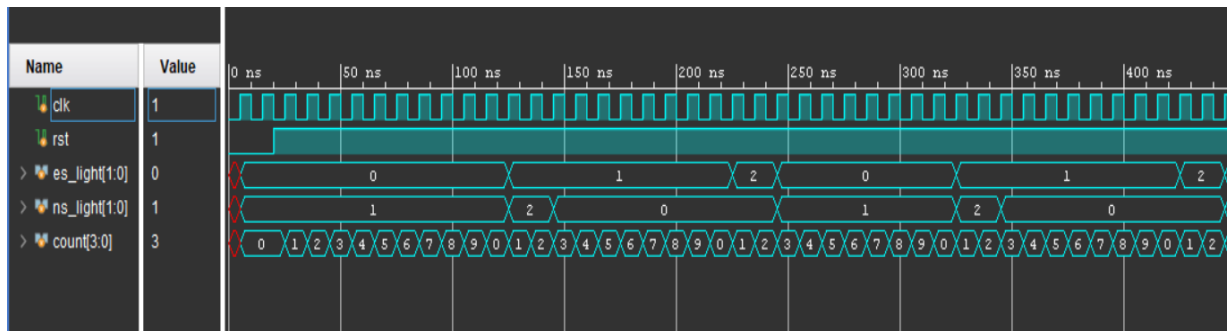 Name Value 0 ns 50 ns 100 ns 150 ns 200 ns 250 ns 300 ns 350 ns 400 ns
clk 1
rst 1
es_light[1:0] 0 0 1 2 0 1 2
ns_light[1:0] 1 1 2 0 1 2 0
count[3:0] 3 0 1 2 3 4 5 6 7 8 9 0 1 2 3 4 5 6 7 8 9 0 1 2 3 4 5 6 7 8 9 0 1 2 3 4 5 6 7 8 9 0 1 2